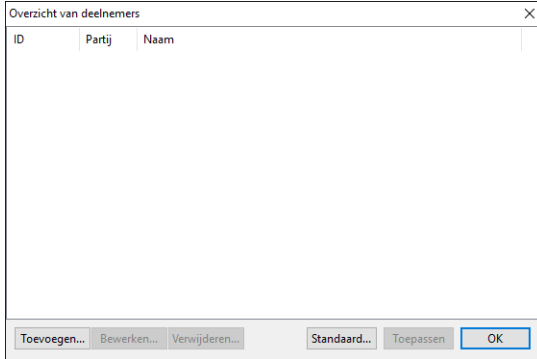 Overzicht van deelnemers
ID Partij Naam
Toevoegen... Bewerken... Verwijderen... Standaard... Toepassen OK